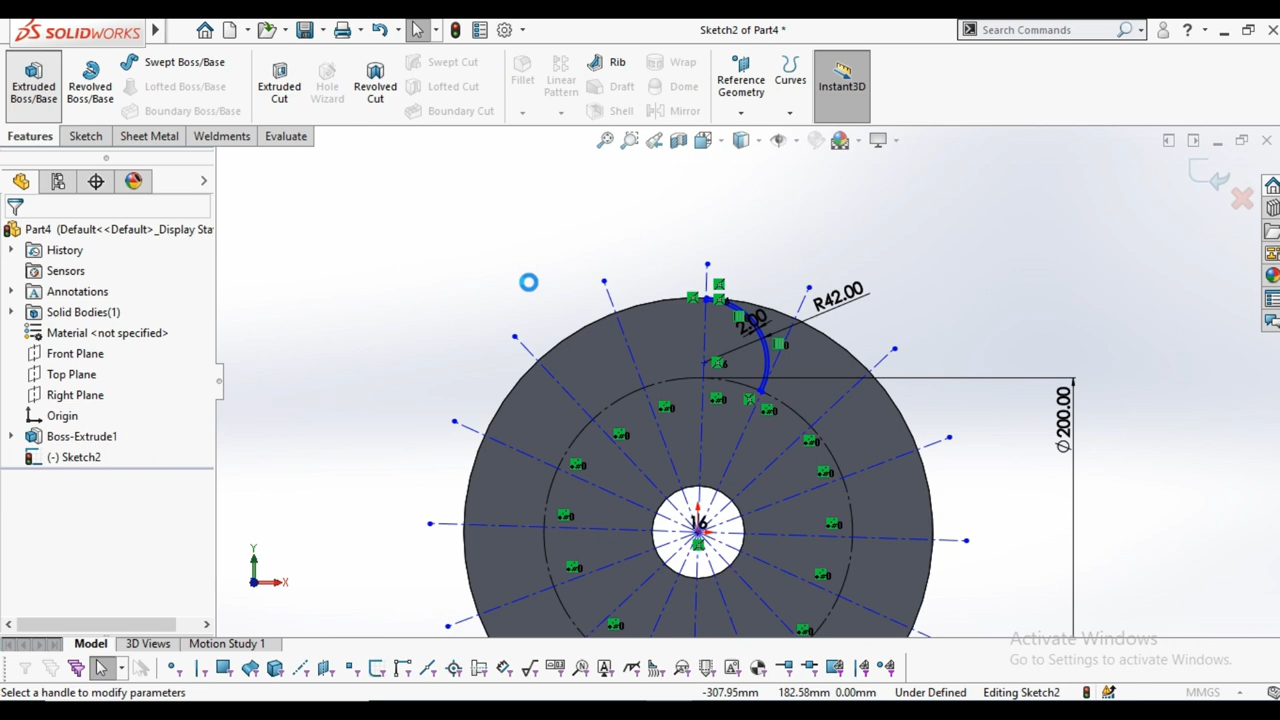 SOLIDWORKS
Sketch2 of Part4 *
Search Commands
Extruded Boss/Base
Revolved Boss/Base
Swept Boss/Base
Lofted Boss/Base
Boundary Boss/Base
Extruded Cut
Hole Wizard
Revolved Cut
Swept Cut
Lofted Cut
Boundary Cut
Fillet
Linear Pattern
Rib
Draft
Shell
Wrap
Dome
Mirror
Reference Geometry
Curves
Instant3D
Features
Sketch
Sheet Metal
Weldments
Evaluate
Part4 (Default<<Default>_Display Sta
History
Sensors
Annotations
Solid Bodies(1)
Material <not specified>
Front Plane
Top Plane
Right Plane
Origin
Boss-Extrude1
(-) Sketch2
R42.00
2.00
Ø200.00
16
Y
X
Model
3D Views
Motion Study 1
Activate Windows
Go to Settings to activate Windows.
Select a handle to modify parameters
-307.95mm
182.58mm 0.00mm
Under Defined
Editing Sketch2
MMGS